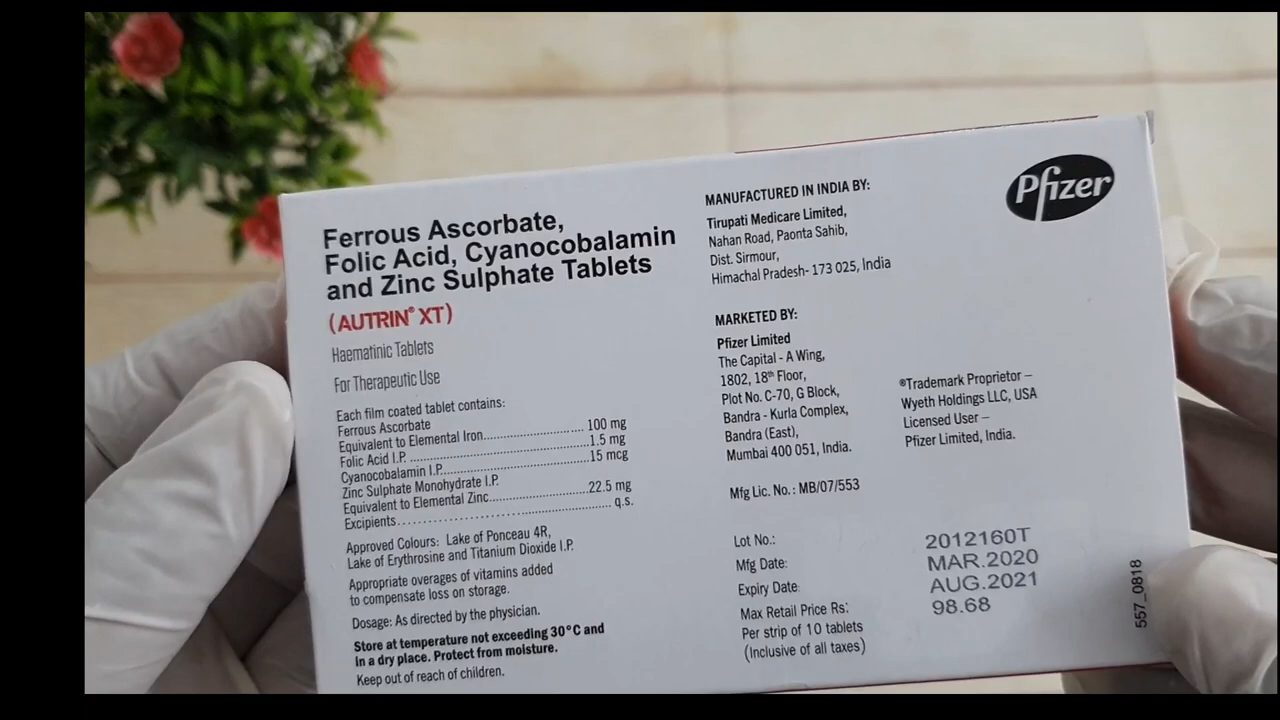 Ferrous Ascorbate,
Folic Acid, Cyanocobalamin
and Zinc Sulphate Tablets
(AUTRIN® XT)
Haematinic Tablets
For Therapeutic Use
Each film coated tablet contains:
Ferrous Ascorbate
Equivalent to Elemental Iron............................... 100 mg
Folic Acid I.P. ......................................................1.5 mg
Cyanocobalamin I.P............................................15 mcg
Zinc Sulphate Monohydrate I.P.
Equivalent to Elemental Zinc..............................22.5 mg
Excipients................................................... q.s.
Approved Colours: Lake of Ponceau 4R,
Lake of Erythrosine and Titanium Dioxide I.P.
Appropriate overages of vitamins added
to compensate loss on storage.
Dosage: As directed by the physician.
Store at temperature not exceeding 30°C and
in a dry place. Protect from moisture.
Keep out of reach of children.
MANUFACTURED IN INDIA BY:
Tirupati Medicare Limited,
Nahan Road, Paonta Sahib,
Dist. Sirmour,
Himachal Pradesh- 173 025, India
MARKETED BY:
Pfizer Limited
The Capital - A Wing,
1802, 18th Floor,
Plot No. C-70, G Block,
Bandra - Kurla Complex,
Bandra (East),
Mumbai 400 051, India.
Mfg Lic. No.: MB/07/553
Pfizer
®Trademark Proprietor –
Wyeth Holdings LLC, USA
Licensed User –
Pfizer Limited, India.
Lot No.: 2012160T
Mfg Date: MAR.2020
Expiry Date: AUG.2021
Max Retail Price Rs: 98.68
Per strip of 10 tablets
(Inclusive of all taxes)
557_0818